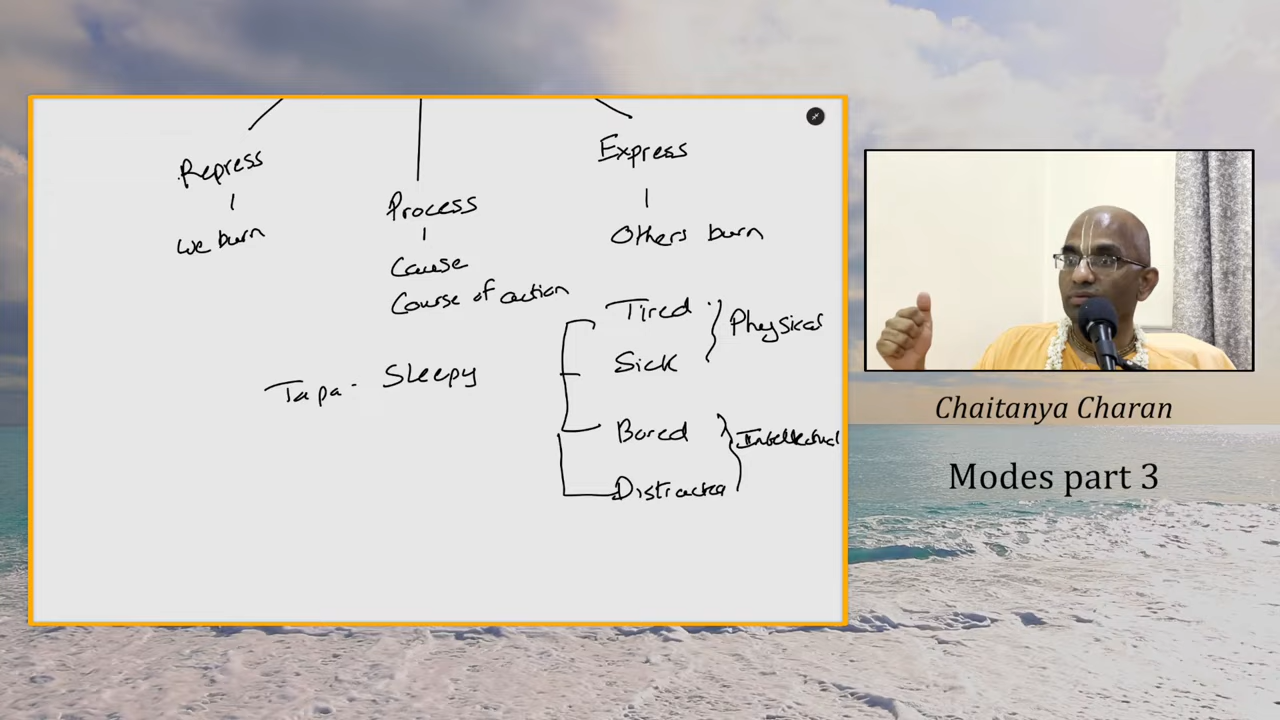 Repress
we burn
Process
Cause
Course of action
Express
Others burn
Tapa - Sleepy
Tired
Sick
Physical
Bored
Distracted
Intellectual
Chaitanya Charan
Modes part 3